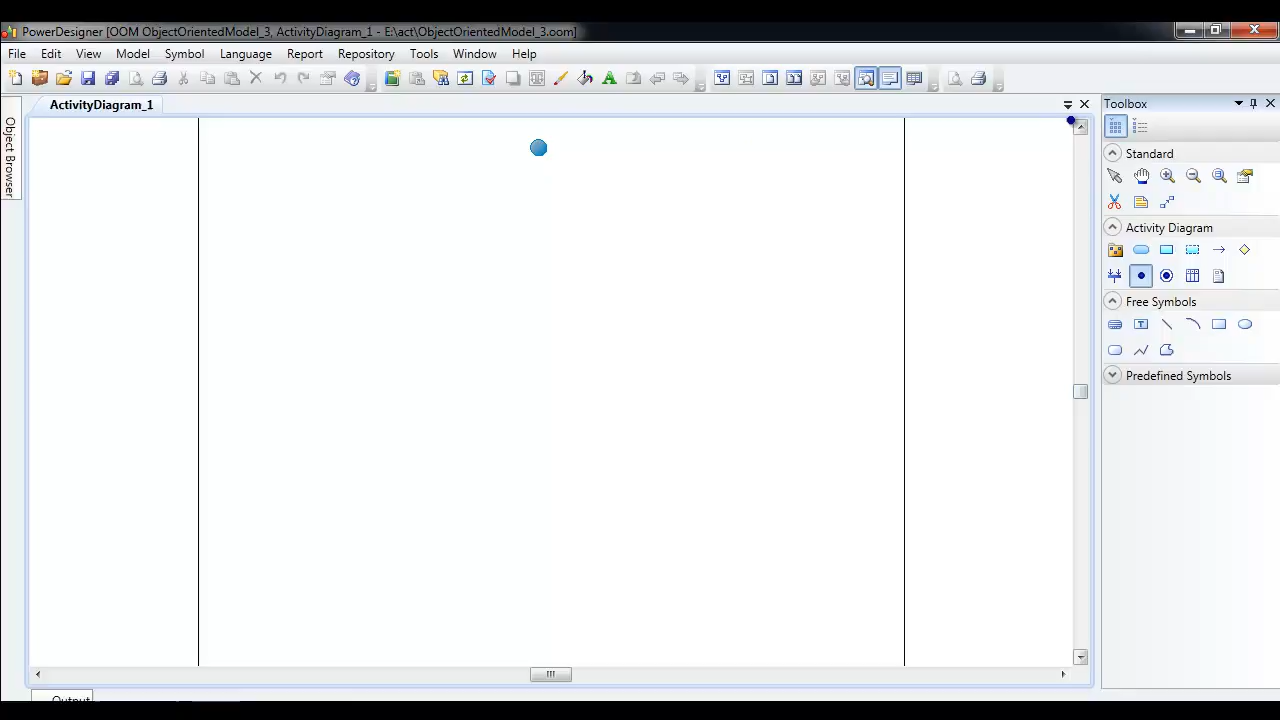 PowerDesigner [OOM ObjectOrientedModel_3, ActivityDiagram_1 - E:\act\ObjectOrientedModel_3.oom]
File Edit View Model Symbol Language Report Repository Tools Window Help
ActivityDiagram_1
Toolbox
Object Browser
Standard
Activity Diagram
Free Symbols
Predefined Symbols
Output